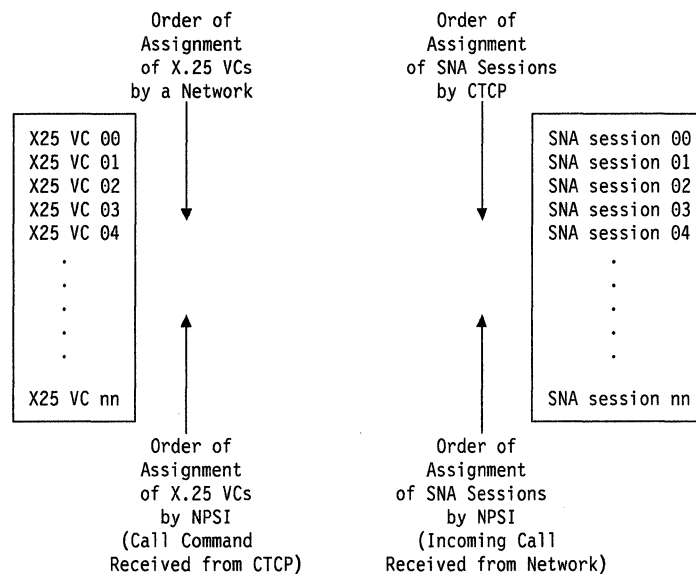 Order of
Assignment
of X.25 VCs
by a Network
Order of
Assignment
of SNA Sessions
by CTCP
X25 VC 00
X25 VC 01
X25 VC 02
X25 VC 03
X25 VC 04
.
.
.
.
.
X25 VC nn
SNA session 00
SNA session 01
SNA session 02
SNA session 03
SNA session 04
.
.
.
.
.
SNA session nn
Order of
Assignment
of X.25 VCs
by NPSI
(Call Command
Received from CTCP)
Order of
Assignment
of SNA Sessions
by NPSI
(Incoming Call
Received from Network)